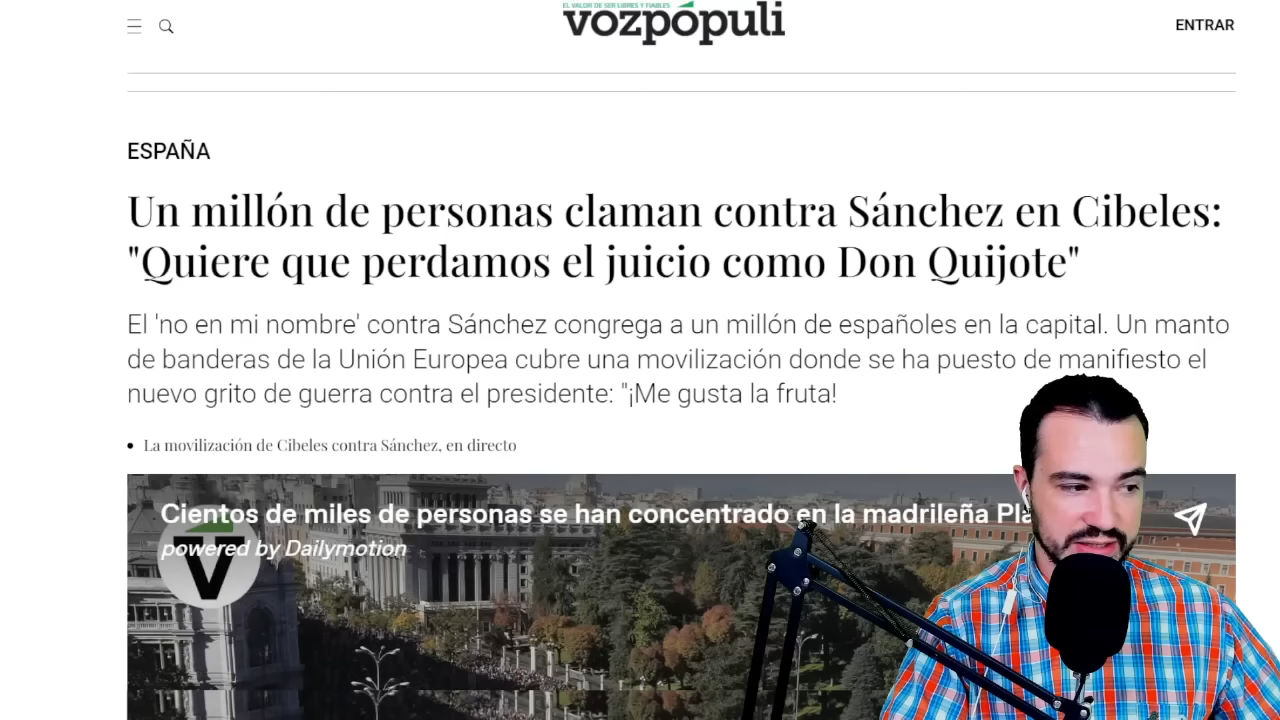 EL VALOR DE SER LIBRES Y FIABLES
vozpópuli
ENTRAR
ESPAÑA
Un millón de personas claman contra Sánchez en Cibeles:
"Quiere que perdamos el juicio como Don Quijote"
El 'no en mi nombre' contra Sánchez congrega a un millón de españoles en la capital. Un manto
de banderas de la Unión Europea cubre una movilización donde se ha puesto de manifiesto el
nuevo grito de guerra contra el presidente: "¡Me gusta la fruta!
• La movilización de Cibeles contra Sánchez, en directo
Cientos de miles de personas se han concentrado en la madrileña Pla
powered by Dailymotion
V